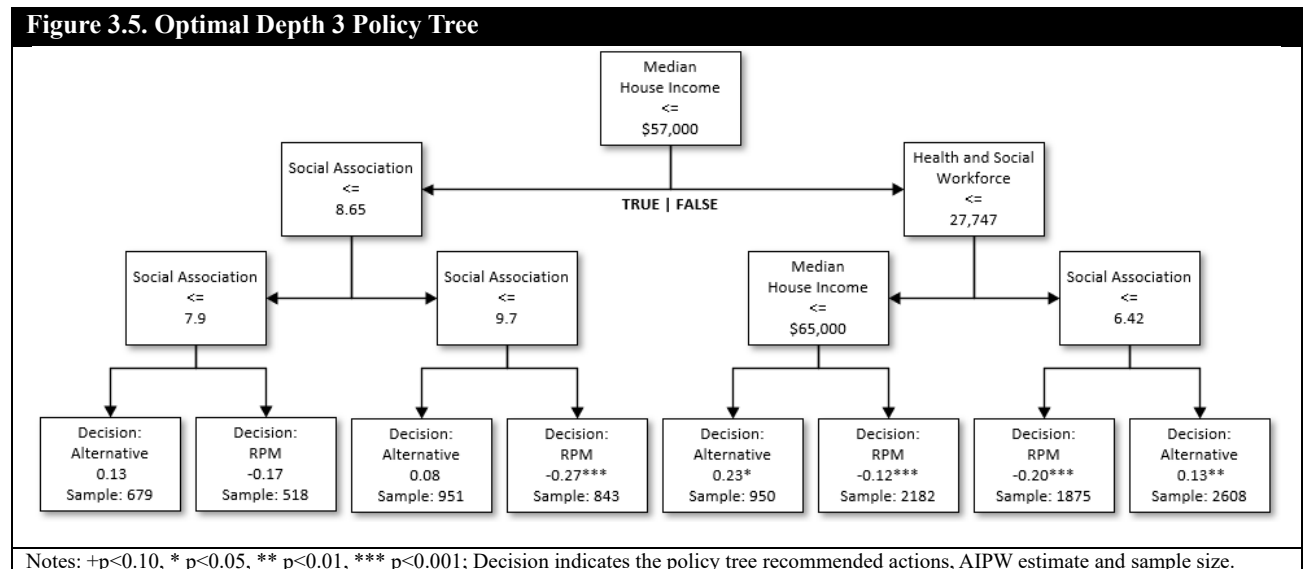 Figure 3.5. Optimal Depth 3 Policy Tree
Median
House Income
<=
$57,000
Social Association
<=
8.65
Health and Social
Workforce
<=
27,747
TRUE | FALSE
Social Association
<=
7.9
Social Association
<=
9.7
Median
House Income
<=
$65,000
Social Association
<=
6.42
Decision:
Alternative
0.13
Sample: 679
Decision:
RPM
-0.17
Sample: 518
Decision:
Alternative
0.08
Sample: 951
Decision:
RPM
-0.27***
Sample: 843
Decision:
Alternative
0.23*
Sample: 950
Decision:
RPM
-0.12***
Sample: 2182
Decision:
RPM
-0.20***
Sample: 1875
Decision:
Alternative
0.13**
Sample: 2608
Notes: +p<0.10, * p<0.05, ** p<0.01, *** p<0.001; Decision indicates the policy tree recommended actions, AIPW estimate and sample size.